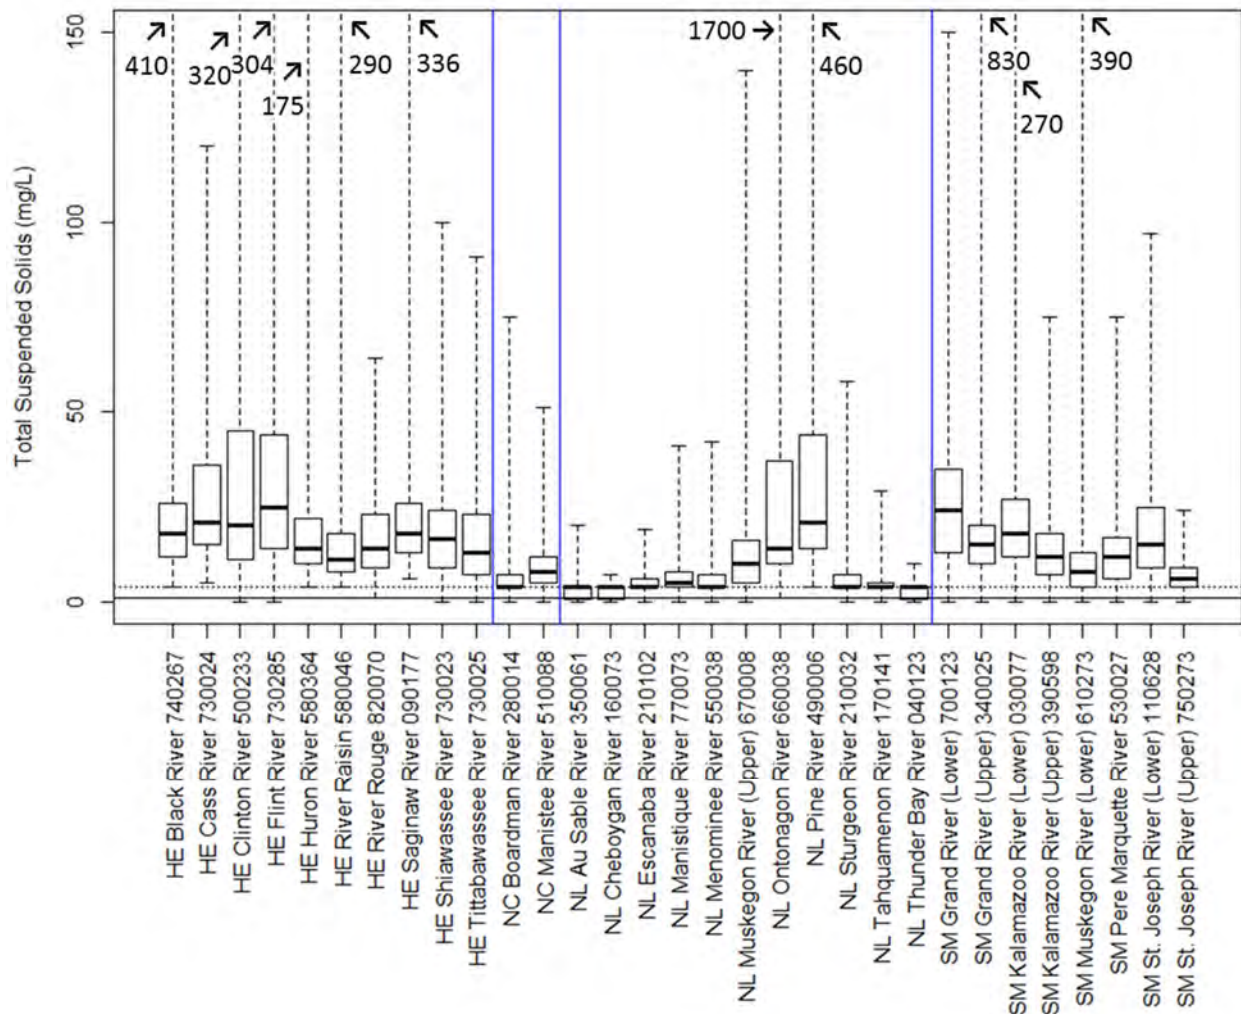 150
100
50
0
Total Suspended Solids (mg/L)
410
320
304
175
290
336
1700
460
830
270
390
HE Black River 740267
HE Cass River 730024
HE Clinton River 500233
HE Flint River 730285
HE Huron River 580364
HE River Raisin 580046
HE River Rouge 820070
HE Saginaw River 090177
HE Shiawassee River 730023
HE Tittabawassee River 730025
NC Boardman River 280014
NC Manistee River 510088
NL Au Sable River 350061
NL Cheboygan River 160073
NL Escanaba River 210102
NL Manistique River 770073
NL Menominee River 550038
NL Muskegon River (Upper) 670008
NL Ontonagon River 660038
NL Pine River 490006
NL Sturgeon River 210032
NL Tahquamenon River 170141
NL Thunder Bay River 040123
SM Grand River (Lower) 700123
SM Grand River (Upper) 340025
SM Kalamazoo River (Lower) 030077
SM Kalamazoo River (Upper) 390598
SM Muskegon River (Lower) 610273
SM Pere Marquette River 530027
SM St. Joseph River (Lower) 110628
SM St. Joseph River (Upper) 750273